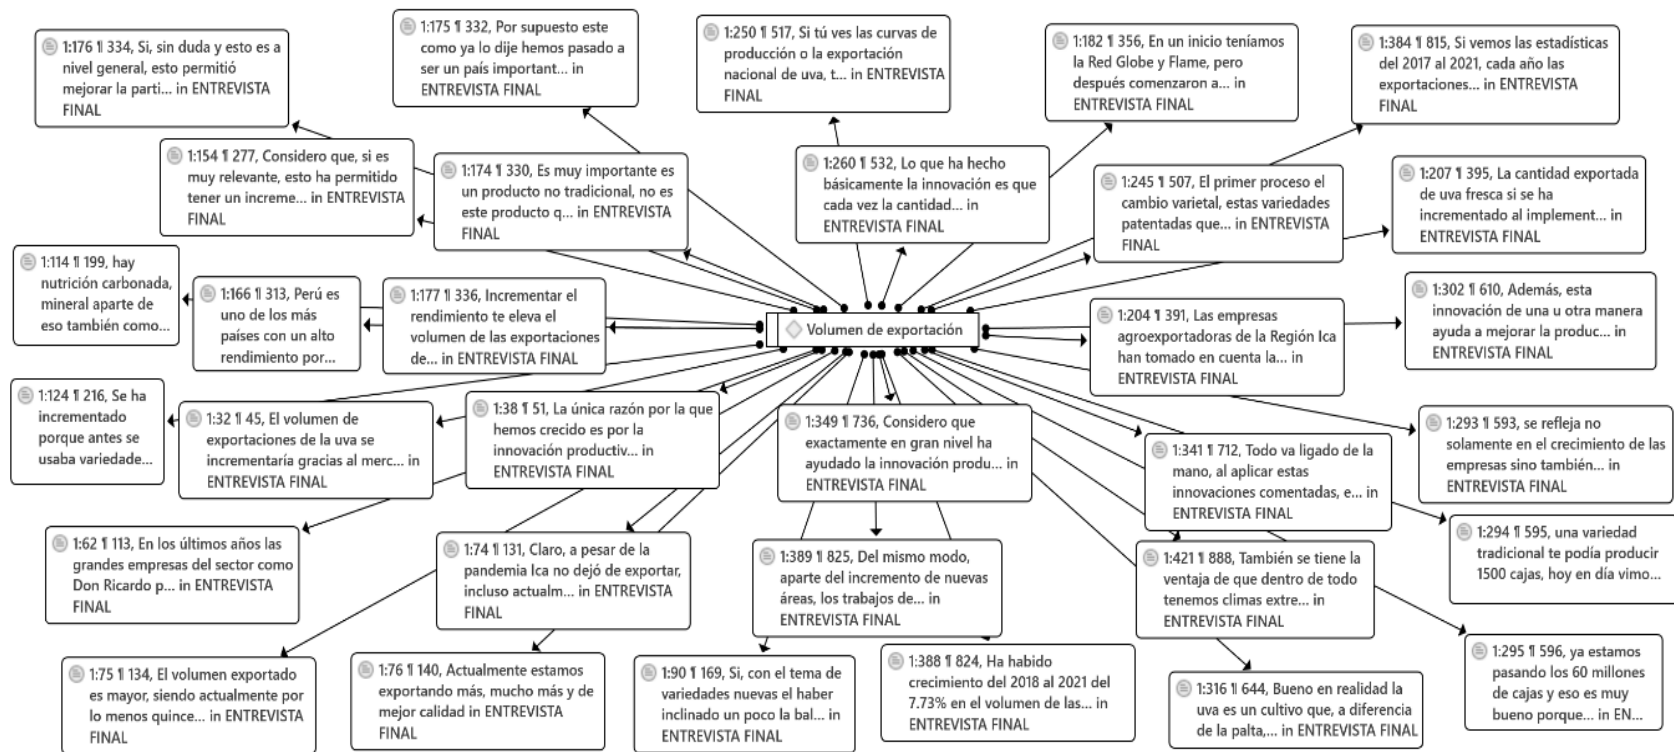 1:176 ¶ 334, Si, sin duda y esto es a
nivel general, esto permitió
mejorar la parti... in ENTREVISTA
FINAL
1:175 ¶ 332, Por supuesto este
como ya lo dije hemos pasado a
ser un país important... in
ENTREVISTA FINAL
1:250 ¶ 517, Si tú ves las curvas de
producción o la exportación
nacional de uva, t... in ENTREVISTA
FINAL
1:182 ¶ 356, En un inicio teníamos
la Red Globe y Flame, pero
después comenzaron a... in
ENTREVISTA FINAL
1:384 ¶ 815, Si vemos las estadísticas
del 2017 al 2021, cada año las
exportaciones... in ENTREVISTA
FINAL
1:154 ¶ 277, Considero que, si es
muy relevante, esto ha permitido
tener un increme... in ENTREVISTA
FINAL
1:174 ¶ 330, Es muy importante es
un producto no tradicional, no es
este producto q... in ENTREVISTA
FINAL
1:260 ¶ 532, Lo que ha hecho
básicamente la innovación es que
cada vez la cantidad... in
ENTREVISTA FINAL
1:245 ¶ 507, El primer proceso el
cambio varietal, estas variedades
patentadas que... in ENTREVISTA
FINAL
1:207 ¶ 395, La cantidad exportada
de uva fresca si se ha
incrementado al implement... in
ENTREVISTA FINAL
1:114 ¶ 199, hay
nutrición carbonada,
mineral aparte de
eso también como...
1:166 ¶ 313, Perú es
uno de los más
países con un alto
rendimiento por...
1:177 ¶ 336, Incrementar el
rendimiento te eleva el
volumen de las exportaciones
de... in ENTREVISTA FINAL
Volumen de exportación
1:204 ¶ 391, Las empresas
agroexportadoras de la Región Ica
han tomado en cuenta la... in
ENTREVISTA FINAL
1:302 ¶ 610, Además, esta
innovación de una u otra manera
ayuda a mejorar la produc... in
ENTREVISTA FINAL
1:124 ¶ 216, Se ha
incrementado
porque antes se
usaba variedade...
1:32 ¶ 45, El volumen de
exportaciones de la uva se
incrementaría gracias al merc... in
ENTREVISTA FINAL
1:38 ¶ 51, La única razón por la que
hemos crecido es por la
innovación productiv... in
ENTREVISTA FINAL
1:349 ¶ 736, Considero que
exactamente en gran nivel ha
ayudado la innovación produ... in
ENTREVISTA FINAL
1:341 ¶ 712, Todo va ligado de la
mano, al aplicar estas
innovaciones comentadas, e... in
ENTREVISTA FINAL
1:293 ¶ 593, se refleja no
solamente en el crecimiento de las
empresas sino también... in
ENTREVISTA FINAL
1:62 ¶ 113, En los últimos años las
grandes empresas del sector como
Don Ricardo p... in ENTREVISTA
FINAL
1:74 ¶ 131, Claro, a pesar de la
pandemia Ica no dejó de exportar,
incluso actualm... in ENTREVISTA
FINAL
1:389 ¶ 825, Del mismo modo,
aparte del incremento de nuevas
áreas, los trabajos de... in
ENTREVISTA FINAL
1:421 ¶ 888, También se tiene la
ventaja de que dentro de todo
tenemos climas extre... in
ENTREVISTA FINAL
1:294 ¶ 595, una variedad
tradicional te podía producir
1500 cajas, hoy en día vimo...
in ENTREVISTA FINAL
1:75 ¶ 134, El volumen exportado
es mayor, siendo actualmente por
lo menos quince... in ENTREVISTA
FINAL
1:76 ¶ 140, Actualmente estamos
exportando más, mucho más y de
mejor calidad in ENTREVISTA
FINAL
1:90 ¶ 169, Si, con el tema de
variedades nuevas el haber
inclinado un poco la bal... in
ENTREVISTA FINAL
1:388 ¶ 824, Ha habido
crecimiento del 2018 al 2021 del
7.73% en el volumen de las... in
ENTREVISTA FINAL
1:316 ¶ 644, Bueno en realidad la
uva es un cultivo que, a diferencia
de la palta,... in ENTREVISTA FINAL
1:295 ¶ 596, ya estamos
pasando los 60 millones
de cajas y eso es muy
bueno porque... in EN...